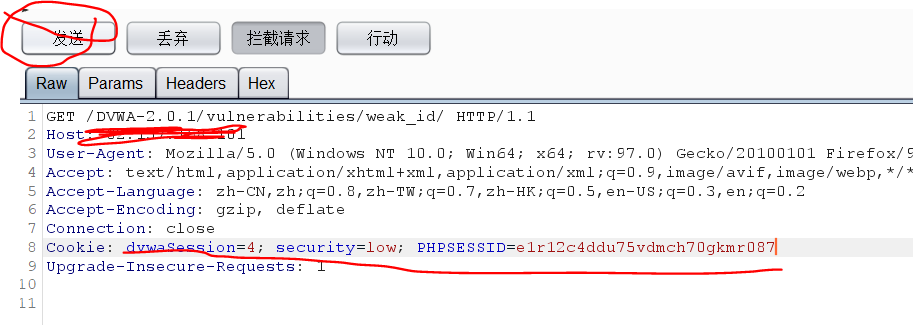 发送 丢弃 拦截请求 行动
Raw Params Headers Hex
1 GET /DVWA-2.0.1/vulnerabilities/weak_id/ HTTP/1.1
2 Host:
3 User-Agent: Mozilla/5.0 (Windows NT 10.0; Win64; x64; rv:97.0) Gecko/20100101 Firefox/9
4 Accept: text/html,application/xhtml+xml,application/xml;q=0.9,image/avif,image/webp,*/*
5 Accept-Language: zh-CN,zh;q=0.8,zh-TW;q=0.7,zh-HK;q=0.5,en-US;q=0.3,en;q=0.2
6 Accept-Encoding: gzip, deflate
7 Connection: close
8 Cookie: dvwaSession=4; security=low; PHPSESSID=e1r12c4ddu75vdmch70gkmr087
9 Upgrade-Insecure-Requests: 1
10
11